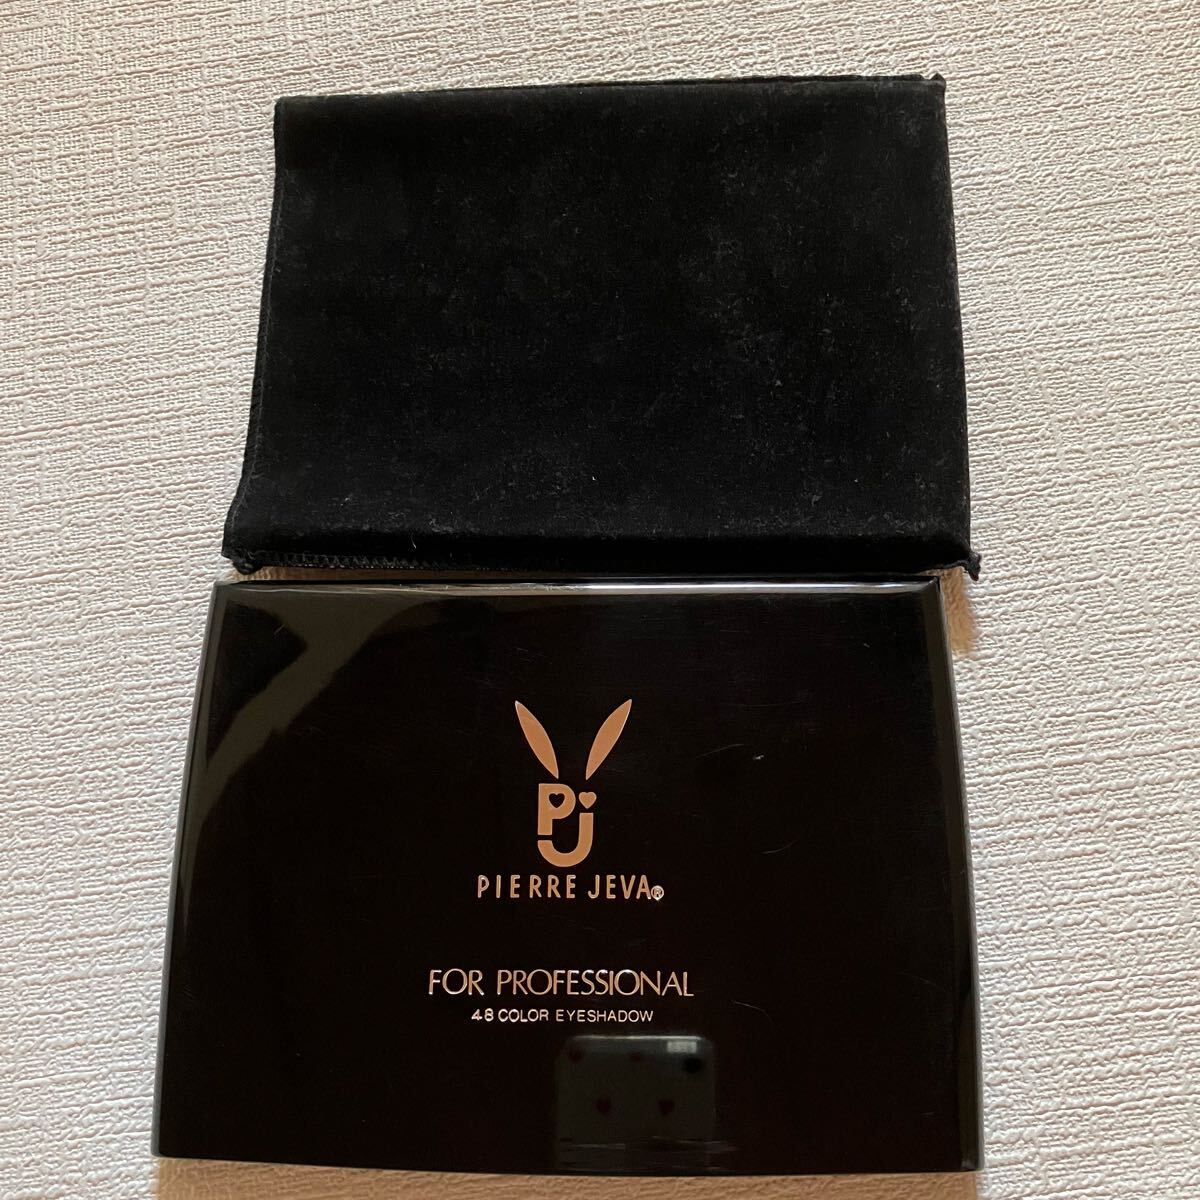 PJ
PIERRE JEVA®
FOR PROFESSIONAL
48 COLOR EYESHADOW